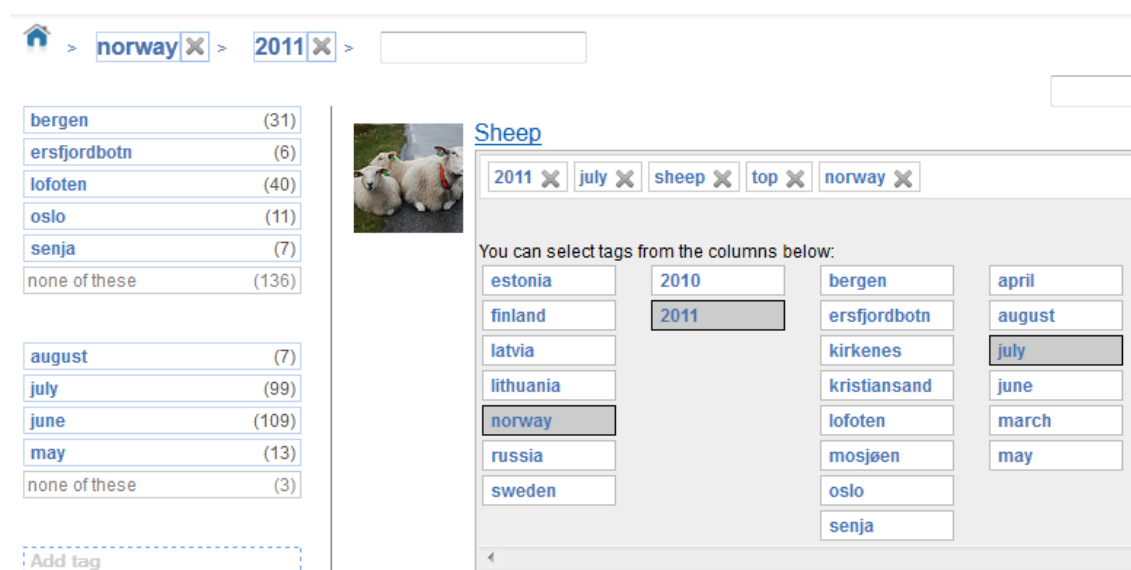 > norway > 2011 >
bergen (31)
ersfjordbotn (6)
lofoten (40)
oslo (11)
senja (7)
none of these (136)
august (7)
july (99)
june (109)
may (13)
none of these (3)
Add tag
Sheep
2011 july sheep top norway
You can select tags from the columns below:
estonia 2010 bergen april
finland 2011 ersfjordbotn august
latvia kirkenes july
lithuania kristiansand june
norway lofoten march
russia mosjøen may
sweden oslo
senja